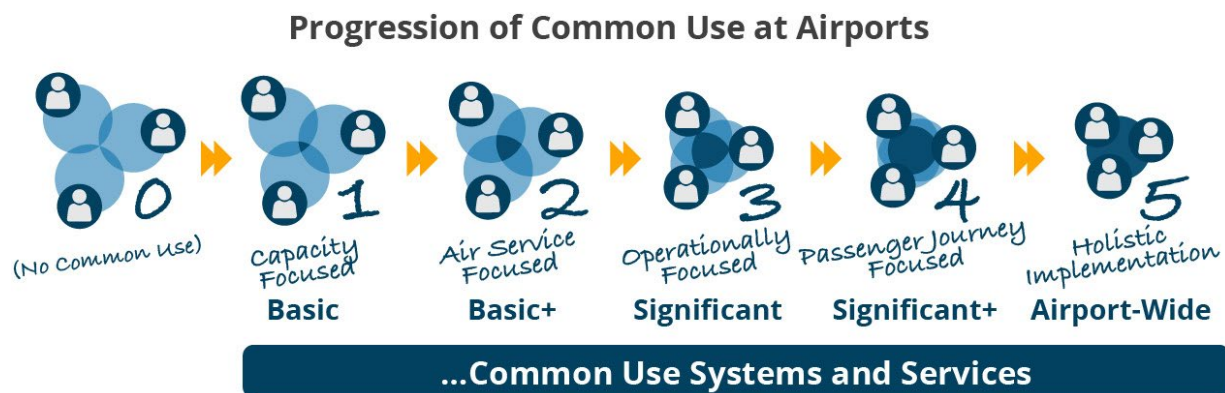 Progression of Common Use at Airports
0
1
2
3
4
5
(No Common Use)
Capacity
Focused
Air Service
Focused
Operationally
Focused
Passenger Journey
Focused
Holistic
Implementation
Basic
Basic+
Significant
Significant+
Airport-Wide
...Common Use Systems and Services